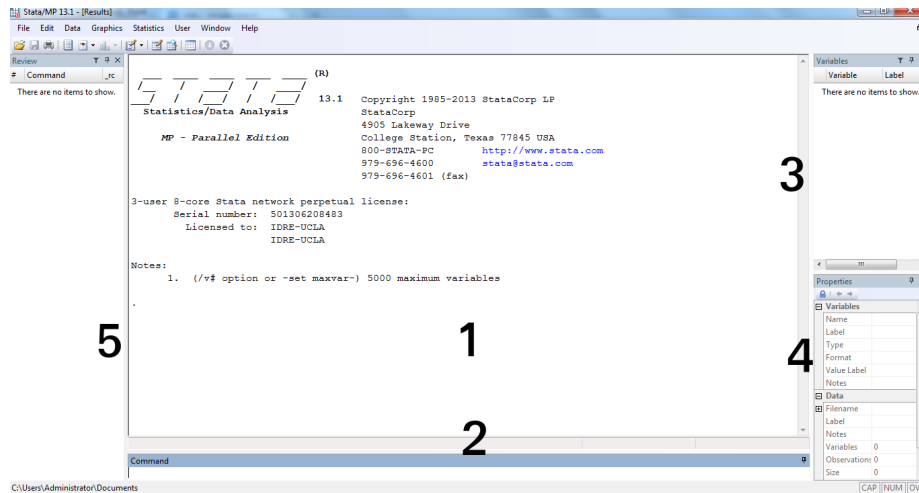 Stata/MP 13.1 - [Results]
File Edit Data Graphics Statistics User Window Help
Review
# Command _rc
There are no items to show.
(R)
13.1 Copyright 1985-2013 StataCorp LP
Statistics/Data Analysis StataCorp
4905 Lakeway Drive
MP - Parallel Edition College Station, Texas 77845 USA
800-STATA-PC http://www.stata.com
979-696-4600 stata@stata.com
979-696-4601 (fax)
3-user 8-core Stata network perpetual license:
Serial number: 501306208483
Licensed to: IDRE-UCLA
IDRE-UCLA
Notes:
1. (/v# option or -set maxvar-) 5000 maximum variables
.
5
1
2
Command
Variables
Variable Label
There are no items to show.
3
Properties
Variables
Name
Label
Type
4
Format
Value Label
Notes
Data
Filename
Label
Notes
Variables 0
Observations 0
Size 0
C:\Users\Administrator\Documents
CAP NUM